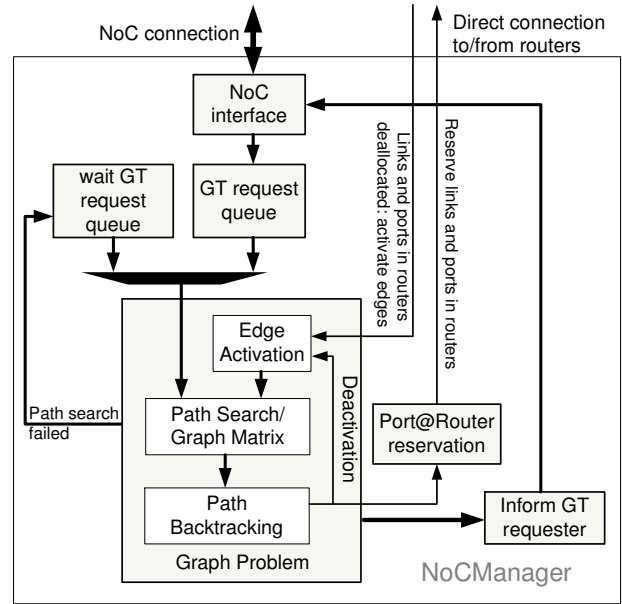 NoC connection
Direct connection
to/from routers
NoC
interface
wait GT
request
queue
GT request
queue
Links and ports in routers
deallocated: activate edges
Reserve links and ports in routers
Edge
Activation
Deactivation
Path search
failed
Path Search/
Graph Matrix
Port@Router
reservation
Path
Backtracking
Inform GT
requester
Graph Problem
NoCManager